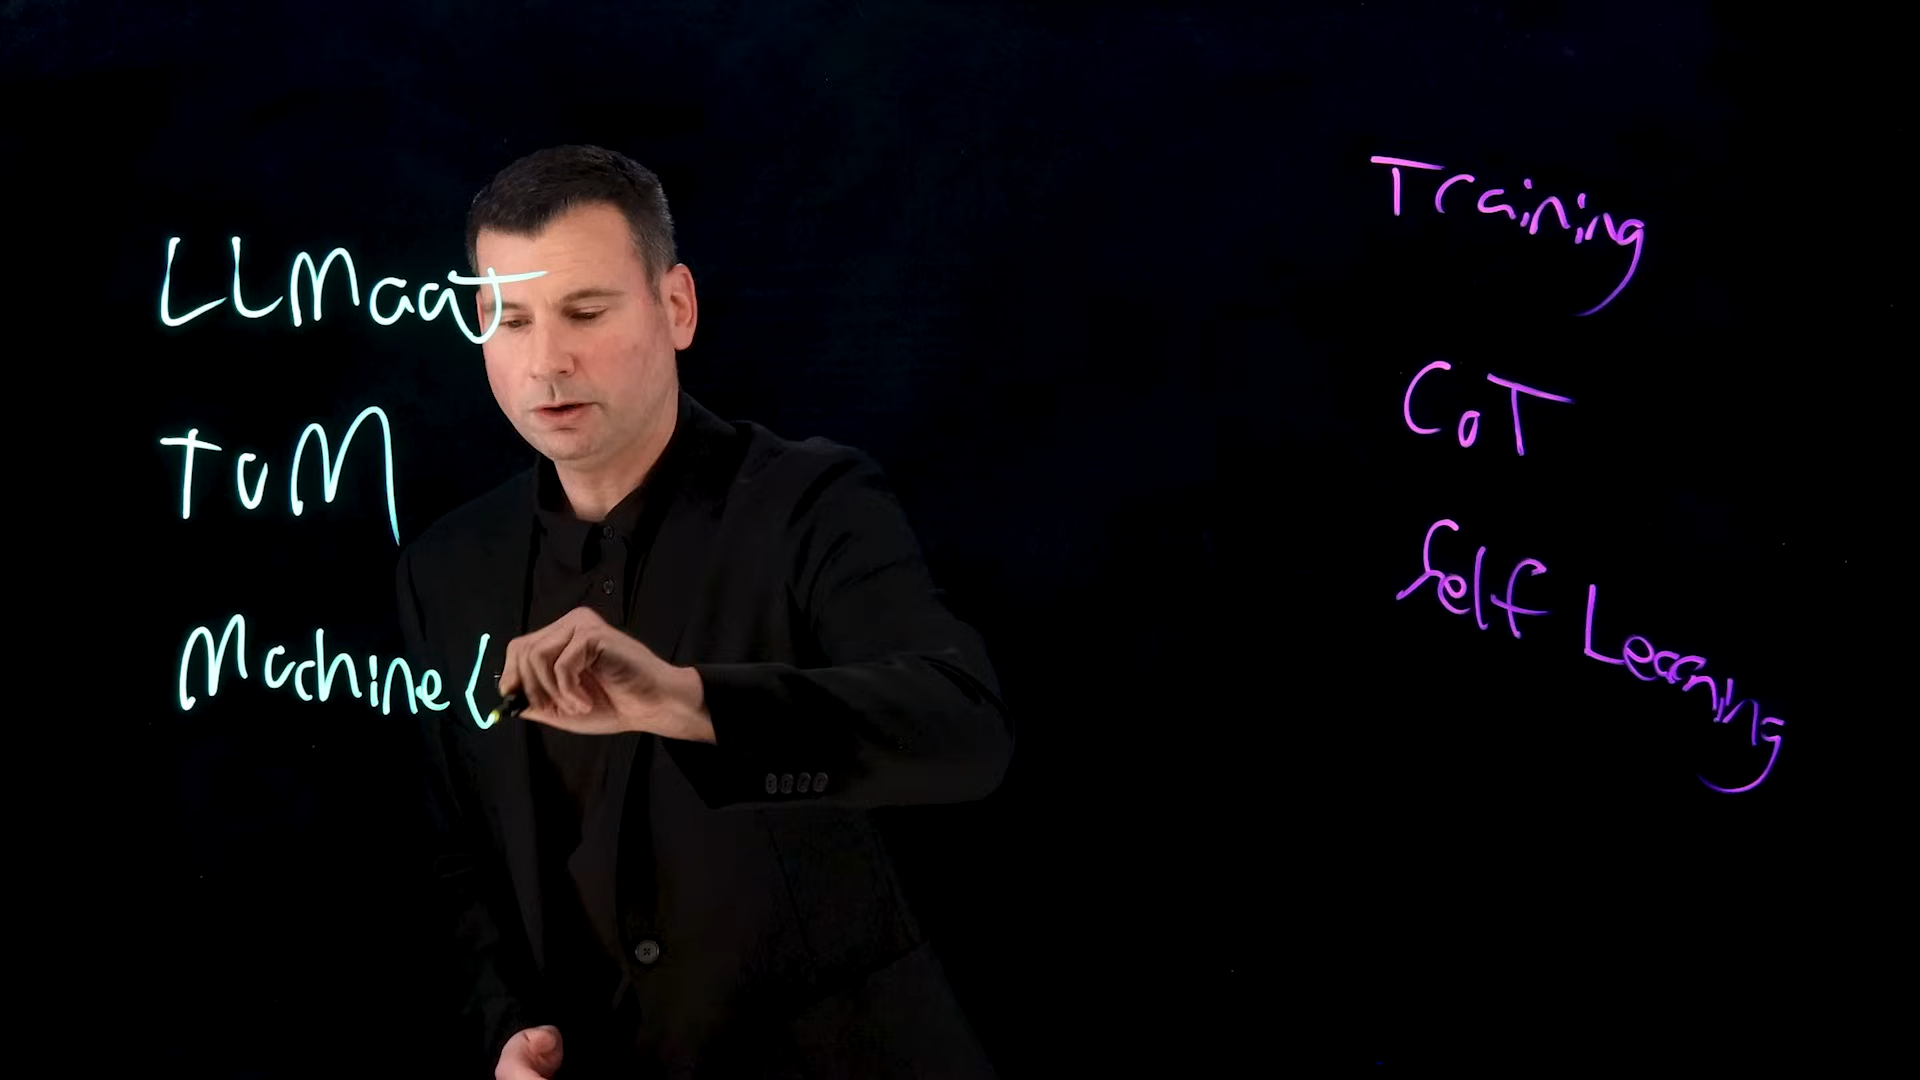 LLMaaJ
ToM
Machine
Training
CoT
Self Learning